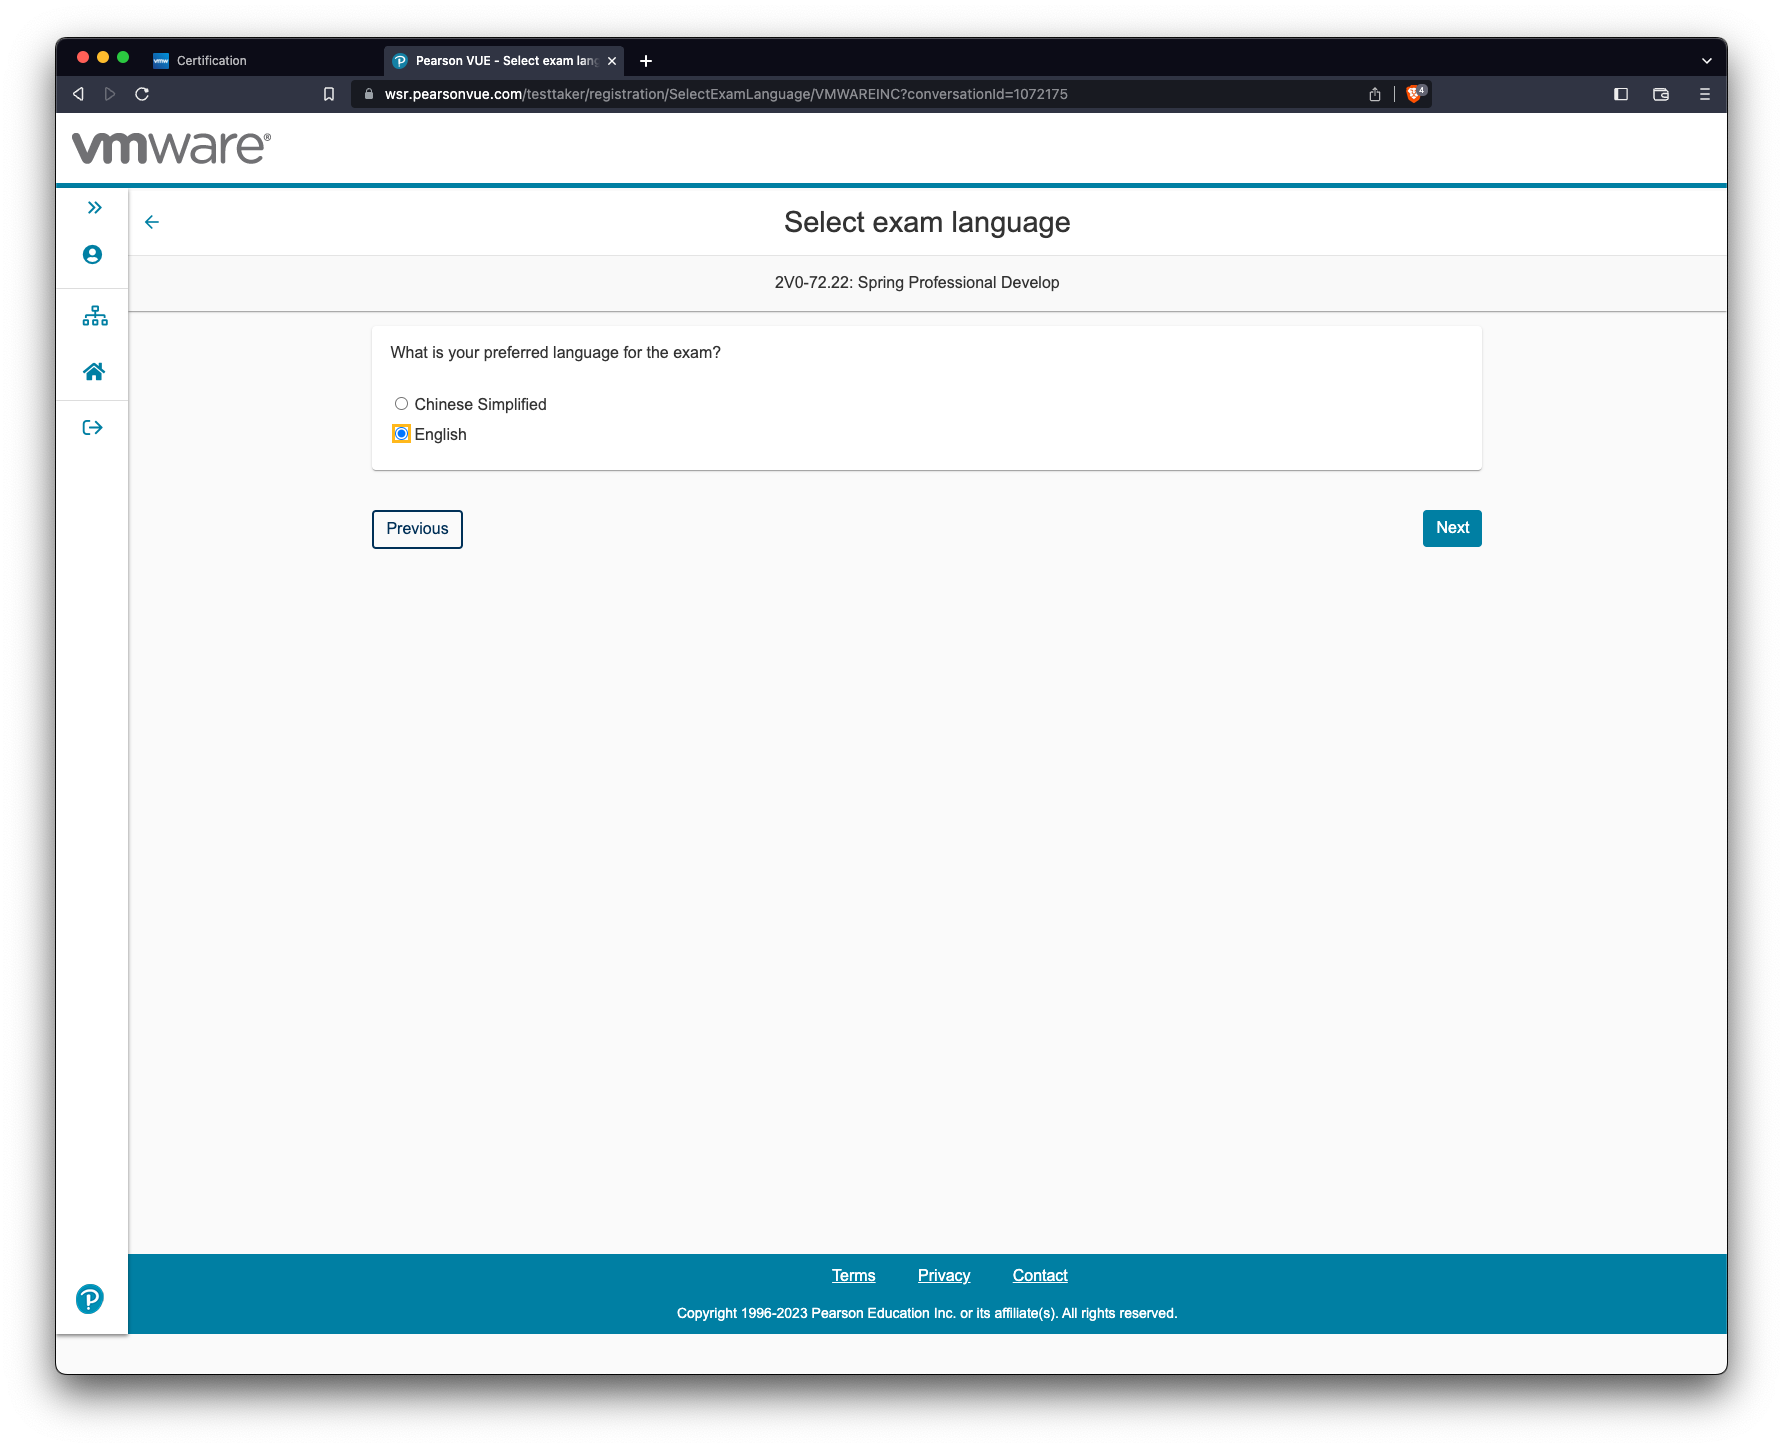 Certification
Pearson VUE - Select exam lang
wsr.pearsonvue.com/testtaker/registration/SelectExamLanguage/VMWAREINC?conversationId=1072175
4
vmware®
Select exam language
2V0-72.22: Spring Professional Develop
What is your preferred language for the exam?
Chinese Simplified
English
Previous
Next
Terms
Privacy
Contact
Copyright 1996-2023 Pearson Education Inc. or its affiliate(s). All rights reserved.